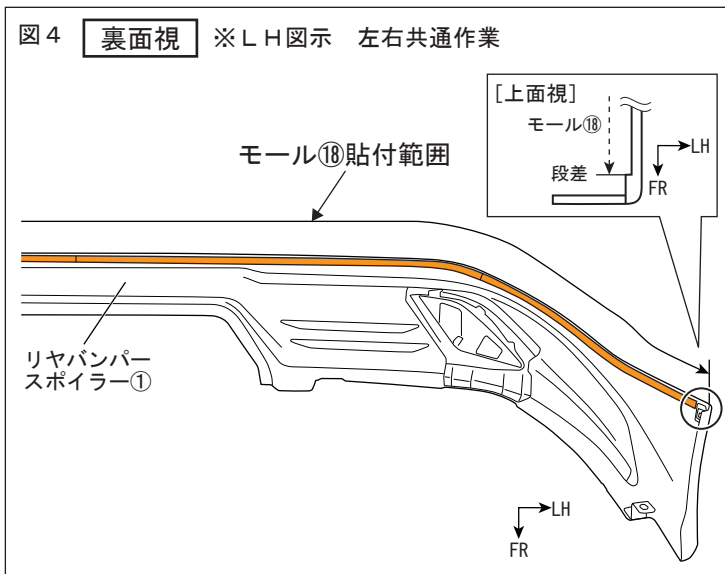 図4 裏面視 ※LH図示 左右共通作業
[上面視]
モール⑱
LH
段差
FR
モール⑱貼付範囲
リヤバンパー
スポイラー①
LH
FR